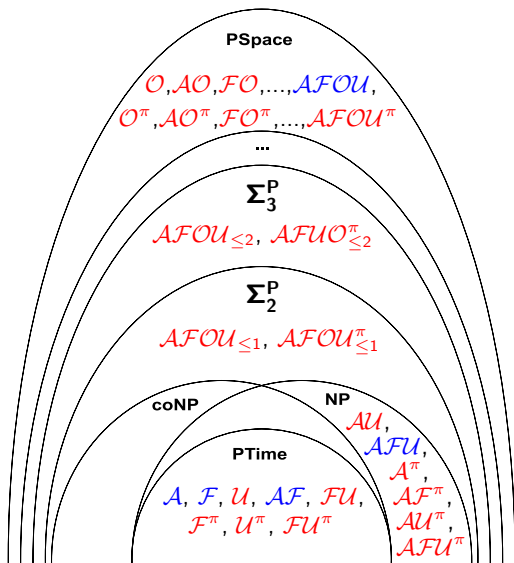 PSpace
𝒪,𝒜𝒪,ℱ𝒪,...,𝒜ℱ𝒪𝒰,
𝒪^π,𝒜𝒪^π,ℱ𝒪^π,...,𝒜ℱ𝒪𝒰^π
...
Σ₃^P
𝒜ℱ𝒪𝒰_≤2, 𝒜ℱ𝒰𝒪^π_≤2
Σ₂^P
𝒜ℱ𝒪𝒰_≤1, 𝒜ℱ𝒪𝒰^π_≤1
coNP
NP
𝒜𝒰,
𝒜ℱ𝒰,
𝒜^π,
𝒜ℱ^π,
𝒜𝒰^π,
𝒜ℱ𝒰^π
PTime
𝒜, ℱ, 𝒰, 𝒜ℱ, ℱ𝒰,
ℱ^π, 𝒰^π, ℱ𝒰^π